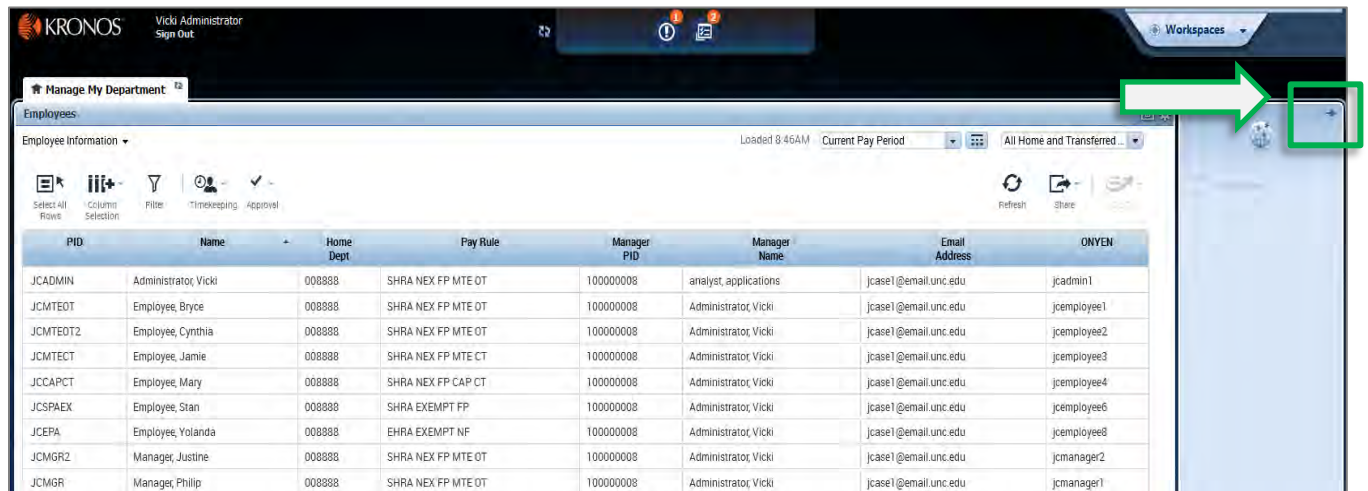 KRONOS Vicki Administrator
Sign Out
1 2
Workspaces
Manage My Department
Employees
Employee Information Loaded 8:46AM Current Pay Period All Home and Transferred...
Select All Rows Column Selection Filter Timekeeping Approval Refresh Share
PID Name Home Dept Pay Rule Manager PID Manager Name Email Address ONYEN
JCADMIN Administrator, Vicki 008888 SHRA NEX FP MTE OT 100000008 analyst, applications jcase1@email.unc.edu jcadmin1
JCMTEOT Employee, Bryce 008888 SHRA NEX FP MTE OT 100000008 Administrator, Vicki jcase1@email.unc.edu jcemployee1
JCMTEOT2 Employee, Cynthia 008888 SHRA NEX FP MTE OT 100000008 Administrator, Vicki jcase1@email.unc.edu jcemployee2
JCMTECT Employee, Jamie 008888 SHRA NEX FP MTE CT 100000008 Administrator, Vicki jcase1@email.unc.edu jcemployee3
JCCAPCT Employee, Mary 008888 SHRA NEX FP CAP CT 100000008 Administrator, Vicki jcase1@email.unc.edu jcemployee4
JCSPAEX Employee, Stan 008888 SHRA EXEMPT FP 100000008 Administrator, Vicki jcase1@email.unc.edu jcemployee6
JCEPA Employee, Yolanda 008888 EHRA EXEMPT NF 100000008 Administrator, Vicki jcase1@email.unc.edu jcemployee8
JCMGR2 Manager, Justine 008888 SHRA NEX FP MTE OT 100000008 Administrator, Vicki jcase1@email.unc.edu jcmanager2
JCMGR Manager, Philip 008888 SHRA NEX FP MTE OT 100000008 Administrator, Vicki jcase1@email.unc.edu jcmanager1